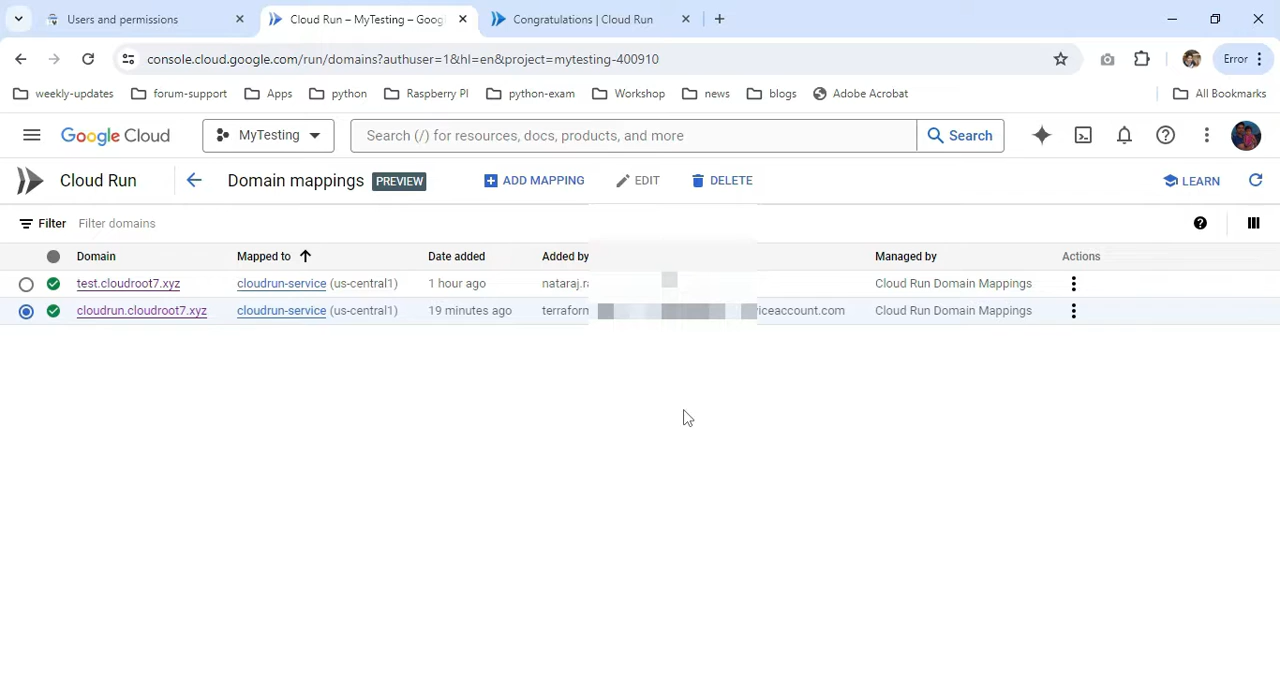 Users and permissions
Cloud Run – MyTesting – Goog
Congratulations | Cloud Run
console.cloud.google.com/run/domains?authuser=1&hl=en&project=mytesting-400910
Error
weekly-updates
forum-support
Apps
python
Raspberry PI
python-exam
Workshop
news
blogs
Adobe Acrobat
All Bookmarks
Google Cloud
MyTesting
Search (/) for resources, docs, products, and more
Search
Cloud Run
Domain mappings
PREVIEW
ADD MAPPING
EDIT
DELETE
LEARN
Filter Filter domains
Domain Mapped to Date added Added by Managed by Actions
test.cloudroot7.xyz cloudrun-service (us-central1) 1 hour ago nataraj.ra Cloud Run Domain Mappings
cloudrun.cloudroot7.xyz cloudrun-service (us-central1) 19 minutes ago terraform iceaccount.com Cloud Run Domain Mappings